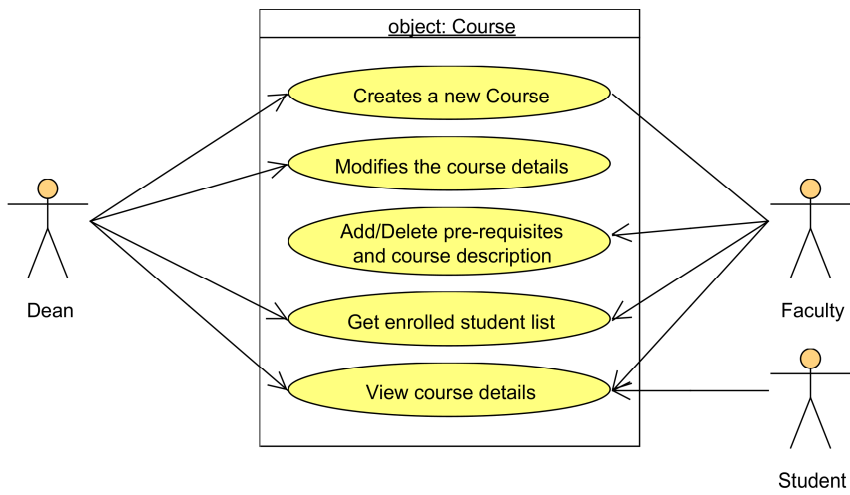 object: Course
Creates a new Course
Modifies the course details
Add/Delete pre-requisites
and course description
Get enrolled student list
View course details
Dean
Faculty
Student